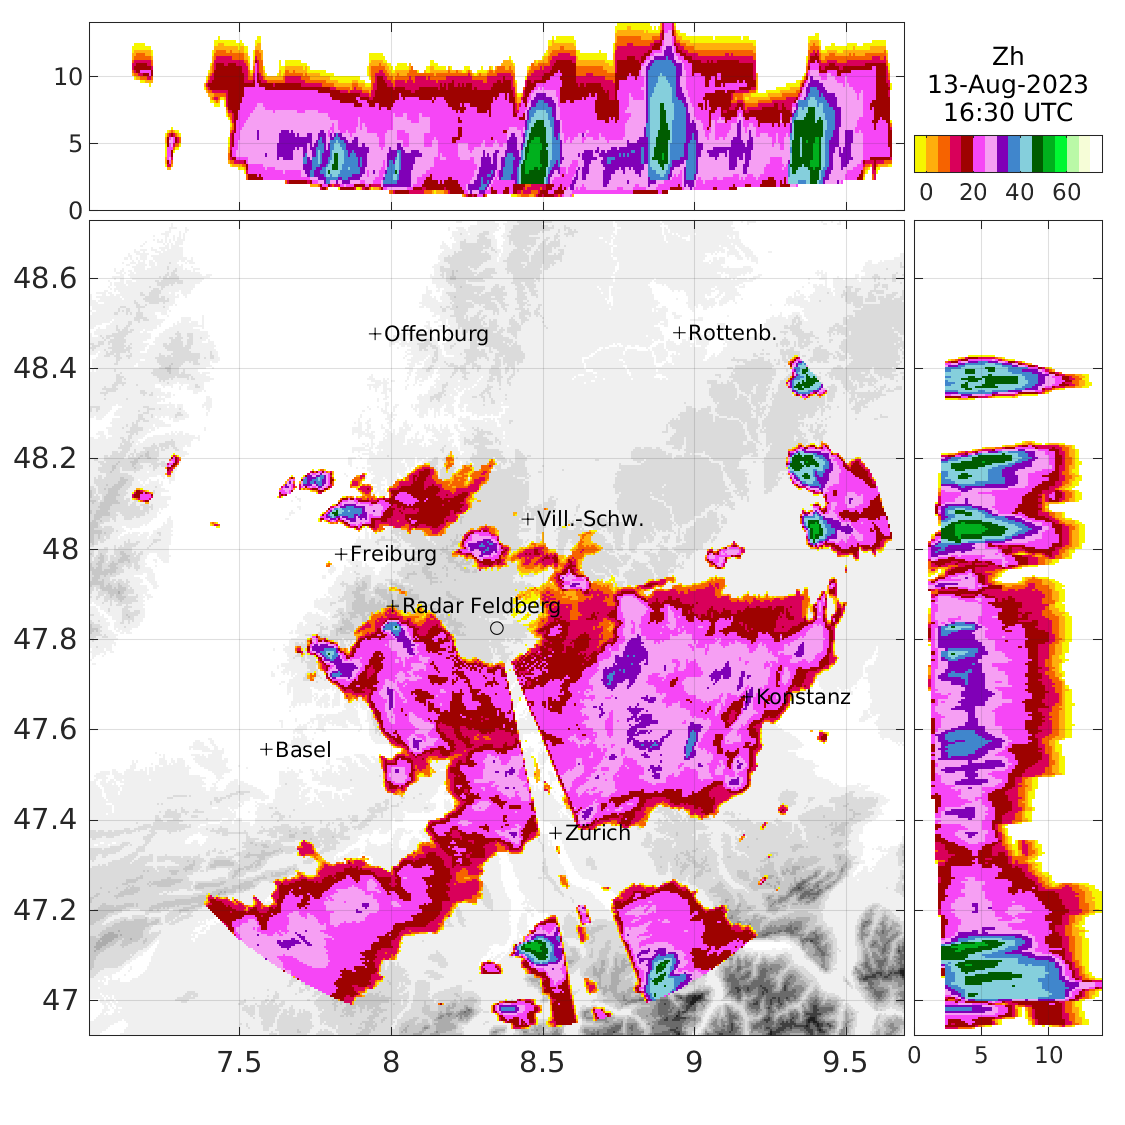 10
5
0
Zh
13-Aug-2023
16:30 UTC
0 20 40 60
48.6
48.4
48.2
48
47.8
47.6
47.4
47.2
47
+Offenburg
+Rottenb.
+Vill.-Schw.
+Freiburg
+Radar Feldberg
+Konstanz
+Basel
+Zurich
7.5 8 8.5 9 9.5
0 5 10